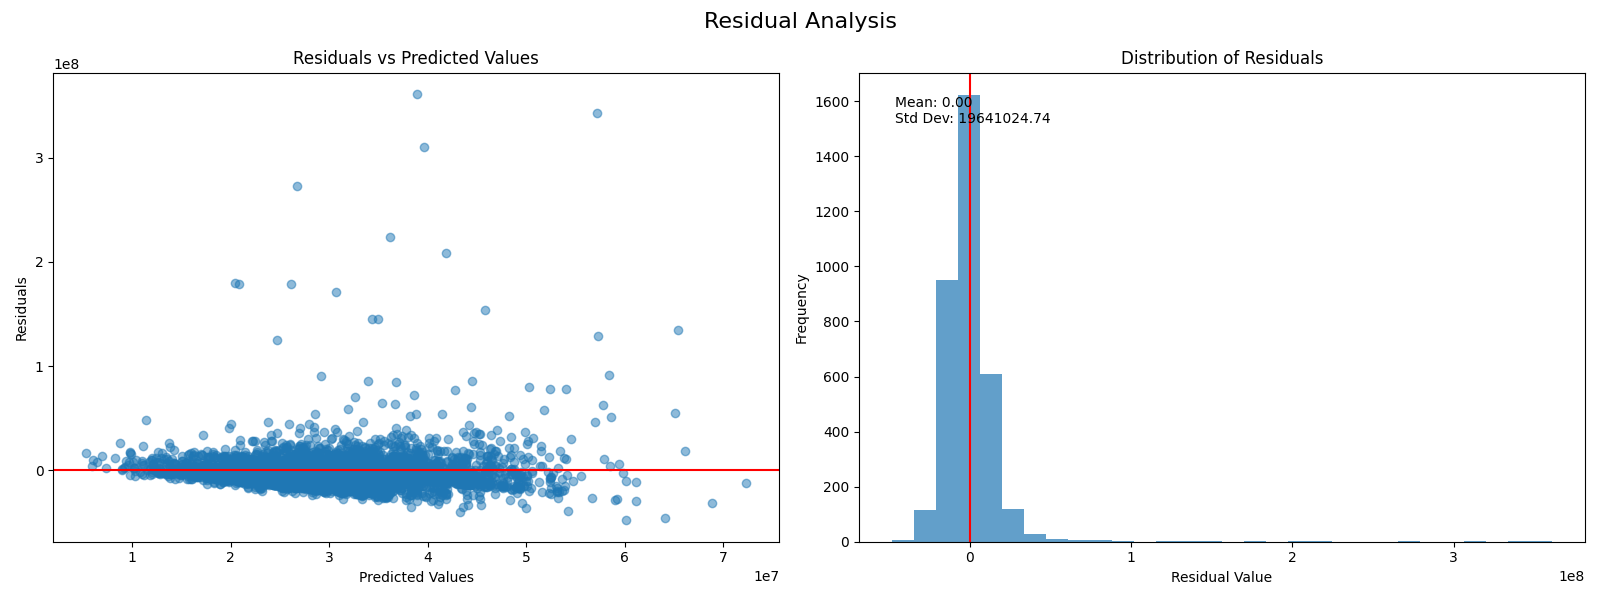 Residual Analysis
Residuals vs Predicted Values
1e8
3
2
1
0
Residuals
1 2 3 4 5 6 7
1e7
Predicted Values
Distribution of Residuals
Mean: 0.00
Std Dev: 19641024.74
1600
1400
1200
1000
800
600
400
200
0
Frequency
0 1 2 3
1e8
Residual Value